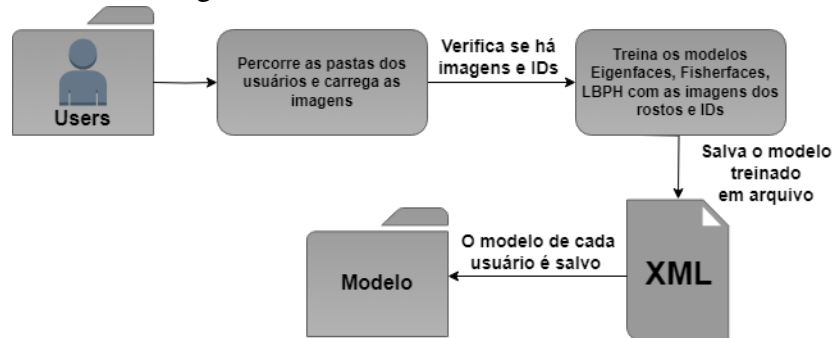 Users
Percorre as pastas dos
usuários e carrega as
imagens
Verifica se há
imagens e IDs
Treina os modelos
Eigenfaces, Fisherfaces,
LBPH com as imagens dos
rostos e IDs
Salva o modelo
treinado
em arquivo
XML
O modelo de cada
usuário é salvo
Modelo